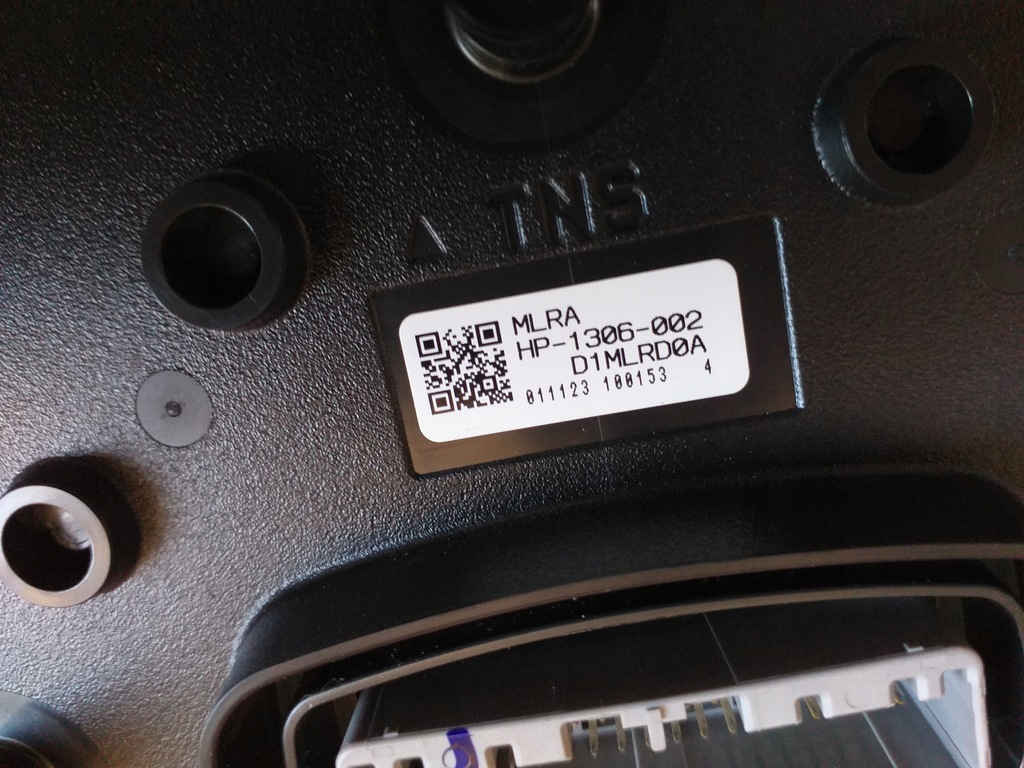 TNS
MLRA
HP-1306-002
D1MLRD0A
011123 100153 4